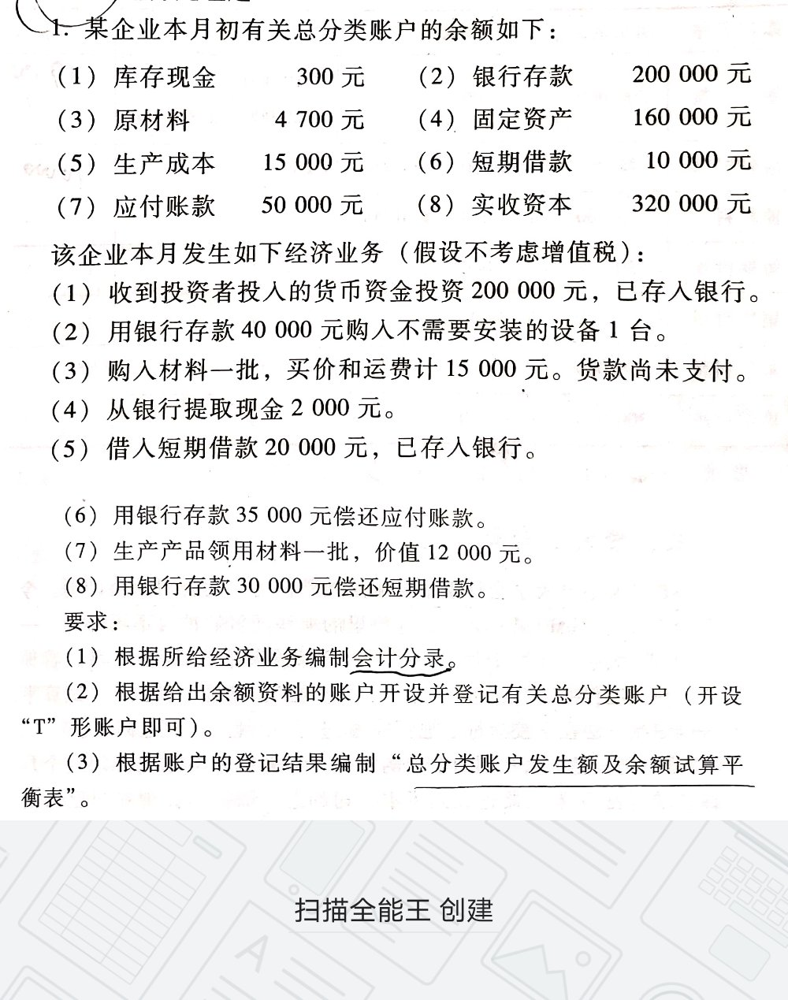 1. 某企业本月初有关总分类账户的余额如下：
（1）库存现金 300 元 （2）银行存款 200 000 元
（3）原材料 4 700 元 （4）固定资产 160 000 元
（5）生产成本 15 000 元 （6）短期借款 10 000 元
（7）应付账款 50 000 元 （8）实收资本 320 000 元
该企业本月发生如下经济业务（假设不考虑增值税）：
（1）收到投资者投入的货币资金投资 200 000 元，已存入银行。
（2）用银行存款 40 000 元购入不需要安装的设备 1 台。
（3）购入材料一批，买价和运费计 15 000 元。货款尚未支付。
（4）从银行提取现金 2 000 元。
（5）借入短期借款 20 000 元，已存入银行。
（6）用银行存款 35 000 元偿还应付账款。
（7）生产产品领用材料一批，价值 12 000 元。
（8）用银行存款 30 000 元偿还短期借款。
要求：
（1）根据所给经济业务编制会计分录。
（2）根据给出余额资料的账户开设并登记有关总分类账户（开设
“T”形账户即可）。
（3）根据账户的登记结果编制“总分类账户发生额及余额试算平
衡表”。
扫描全能王 创建